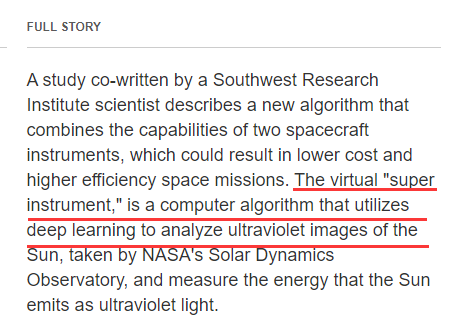 FULL STORY
A study co-written by a Southwest Research
Institute scientist describes a new algorithm that
combines the capabilities of two spacecraft
instruments, which could result in lower cost and
higher efficiency space missions. The virtual "super
instrument," is a computer algorithm that utilizes
deep learning to analyze ultraviolet images of the
Sun, taken by NASA's Solar Dynamics
Observatory, and measure the energy that the Sun
emits as ultraviolet light.